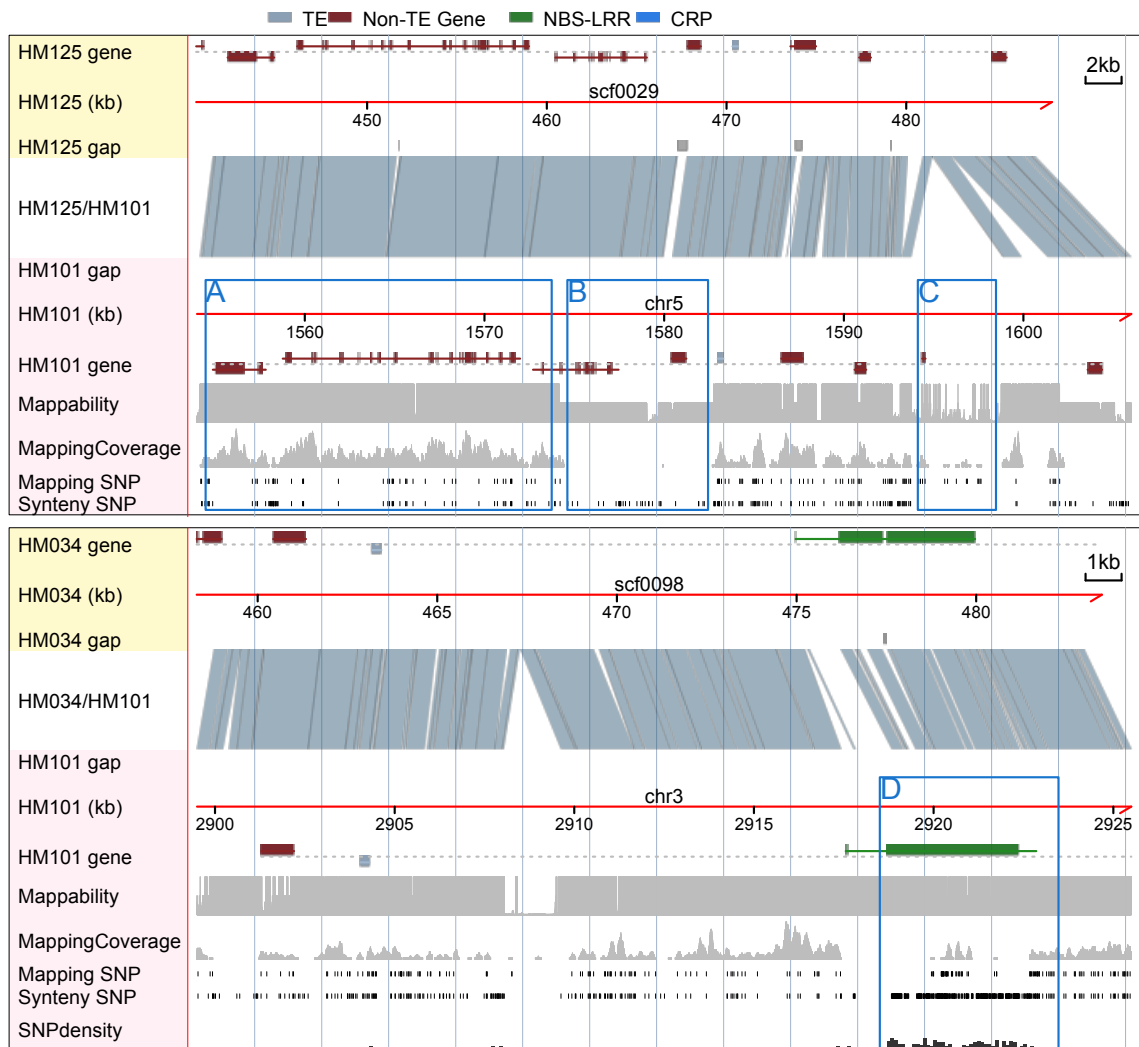 TE Non-TE Gene NBS-LRR CRP
HM125 gene
2kb
HM125 (kb)
scf0029
450 460 470 480
HM125 gap
HM125/HM101
HM101 gap
A B C
HM101 (kb)
chr5
1560 1570 1580 1590 1600
HM101 gene
Mappability
MappingCoverage
Mapping SNP
Synteny SNP
HM034 gene
1kb
HM034 (kb)
scf0098
460 465 470 475 480
HM034 gap
HM034/HM101
HM101 gap
D
HM101 (kb)
chr3
2900 2905 2910 2915 2920 2925
HM101 gene
Mappability
MappingCoverage
Mapping SNP
Synteny SNP
SNPdensity